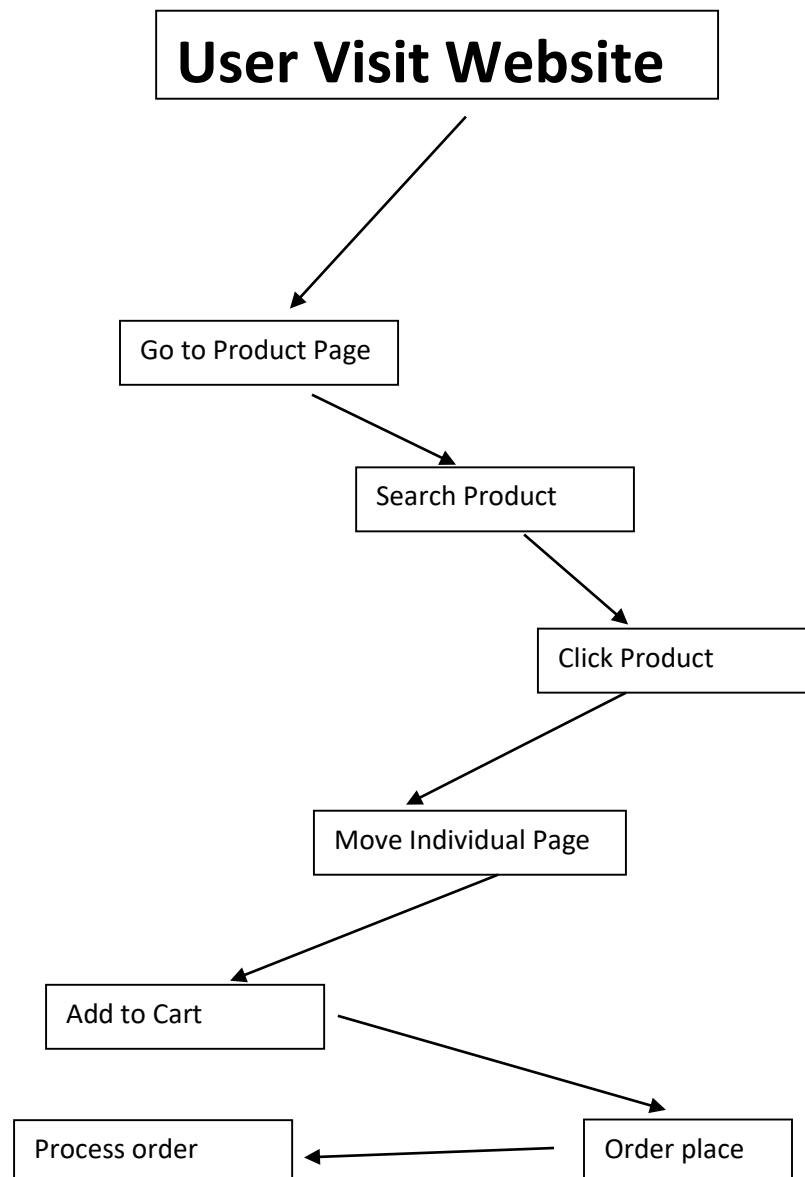 User Visit Website
Go to Product Page
Search Product
Click Product
Move Individual Page
Add to Cart
Order place
Process order